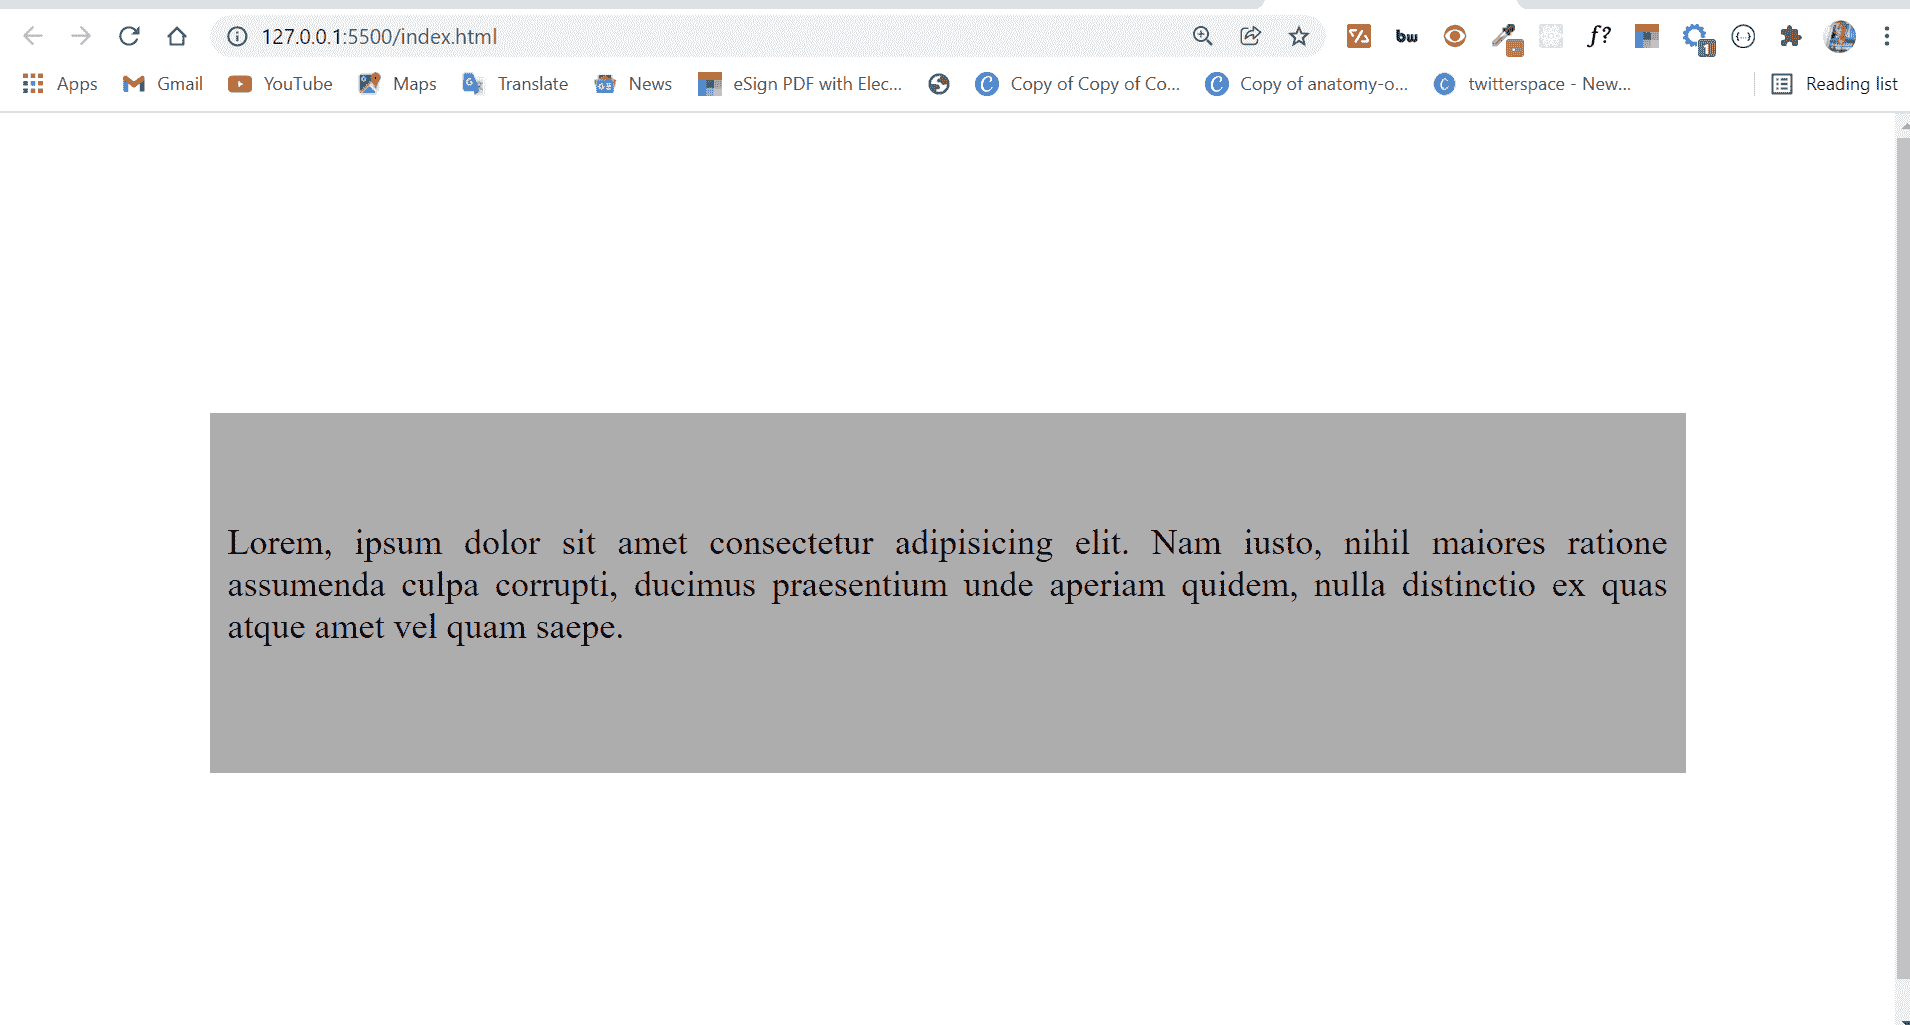 127.0.0.1:5500/index.html
bw
f?
1
Apps
Gmail
YouTube
Maps
Translate
News
eSign PDF with Elec...
Copy of Copy of Co...
Copy of anatomy-o...
twitterspace - New...
Reading list
Lorem, ipsum dolor sit amet consectetur adipisicing elit. Nam iusto, nihil maiores ratione
assumenda culpa corrupti, ducimus praesentium unde aperiam quidem, nulla distinctio ex quas
atque amet vel quam saepe.